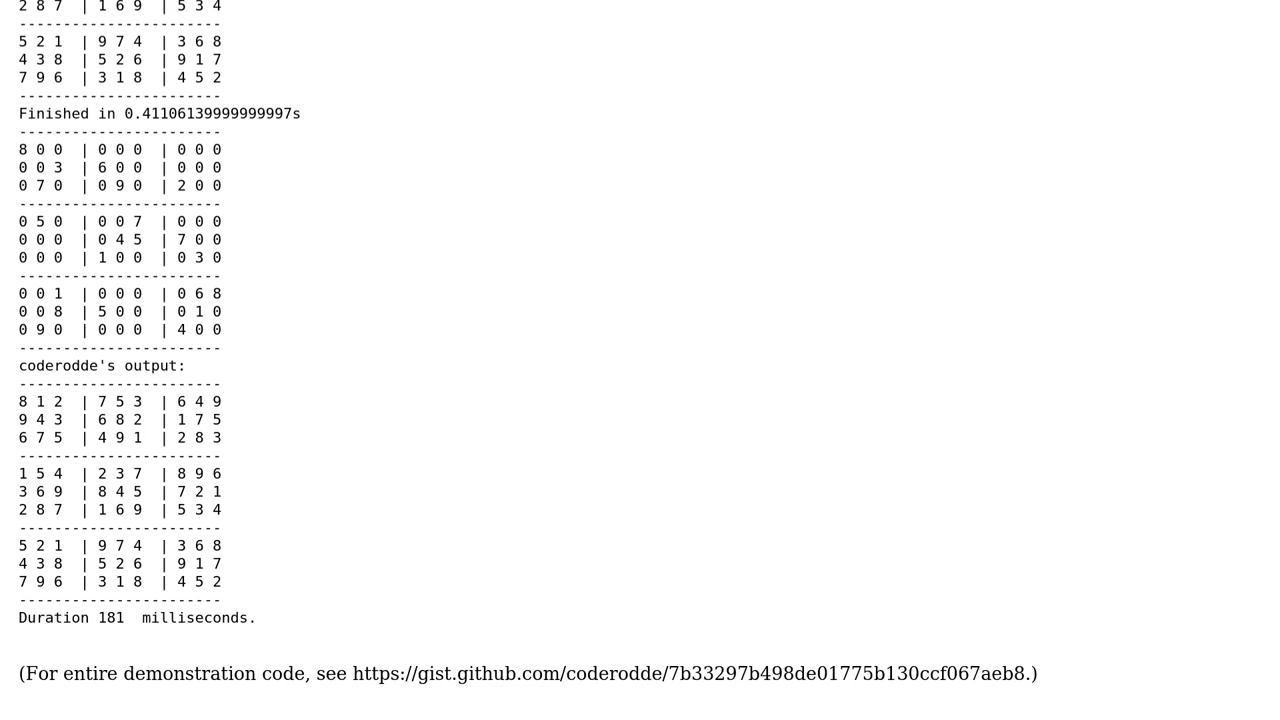 2 8 7  | 1 6 9  | 5 3 4
-----------------------
5 2 1  | 9 7 4  | 3 6 8
4 3 8  | 5 2 6  | 9 1 7
7 9 6  | 3 1 8  | 4 5 2
-----------------------
Finished in 0.41106139999999997s
-----------------------
8 0 0  | 0 0 0  | 0 0 0
0 0 3  | 6 0 0  | 0 0 0
0 7 0  | 0 9 0  | 2 0 0
-----------------------
0 5 0  | 0 0 7  | 0 0 0
0 0 0  | 0 4 5  | 7 0 0
0 0 0  | 1 0 0  | 0 3 0
-----------------------
0 0 1  | 0 0 0  | 0 6 8
0 0 8  | 5 0 0  | 0 1 0
0 9 0  | 0 0 0  | 4 0 0
-----------------------
coderodde's output:
-----------------------
8 1 2  | 7 5 3  | 6 4 9
9 4 3  | 6 8 2  | 1 7 5
6 7 5  | 4 9 1  | 2 8 3
-----------------------
1 5 4  | 2 3 7  | 8 9 6
3 6 9  | 8 4 5  | 7 2 1
2 8 7  | 1 6 9  | 5 3 4
-----------------------
5 2 1  | 9 7 4  | 3 6 8
4 3 8  | 5 2 6  | 9 1 7
7 9 6  | 3 1 8  | 4 5 2
-----------------------
Duration 181  milliseconds.
(For entire demonstration code, see https://gist.github.com/coderodde/7b33297b498de01775b130ccf067aeb8.)